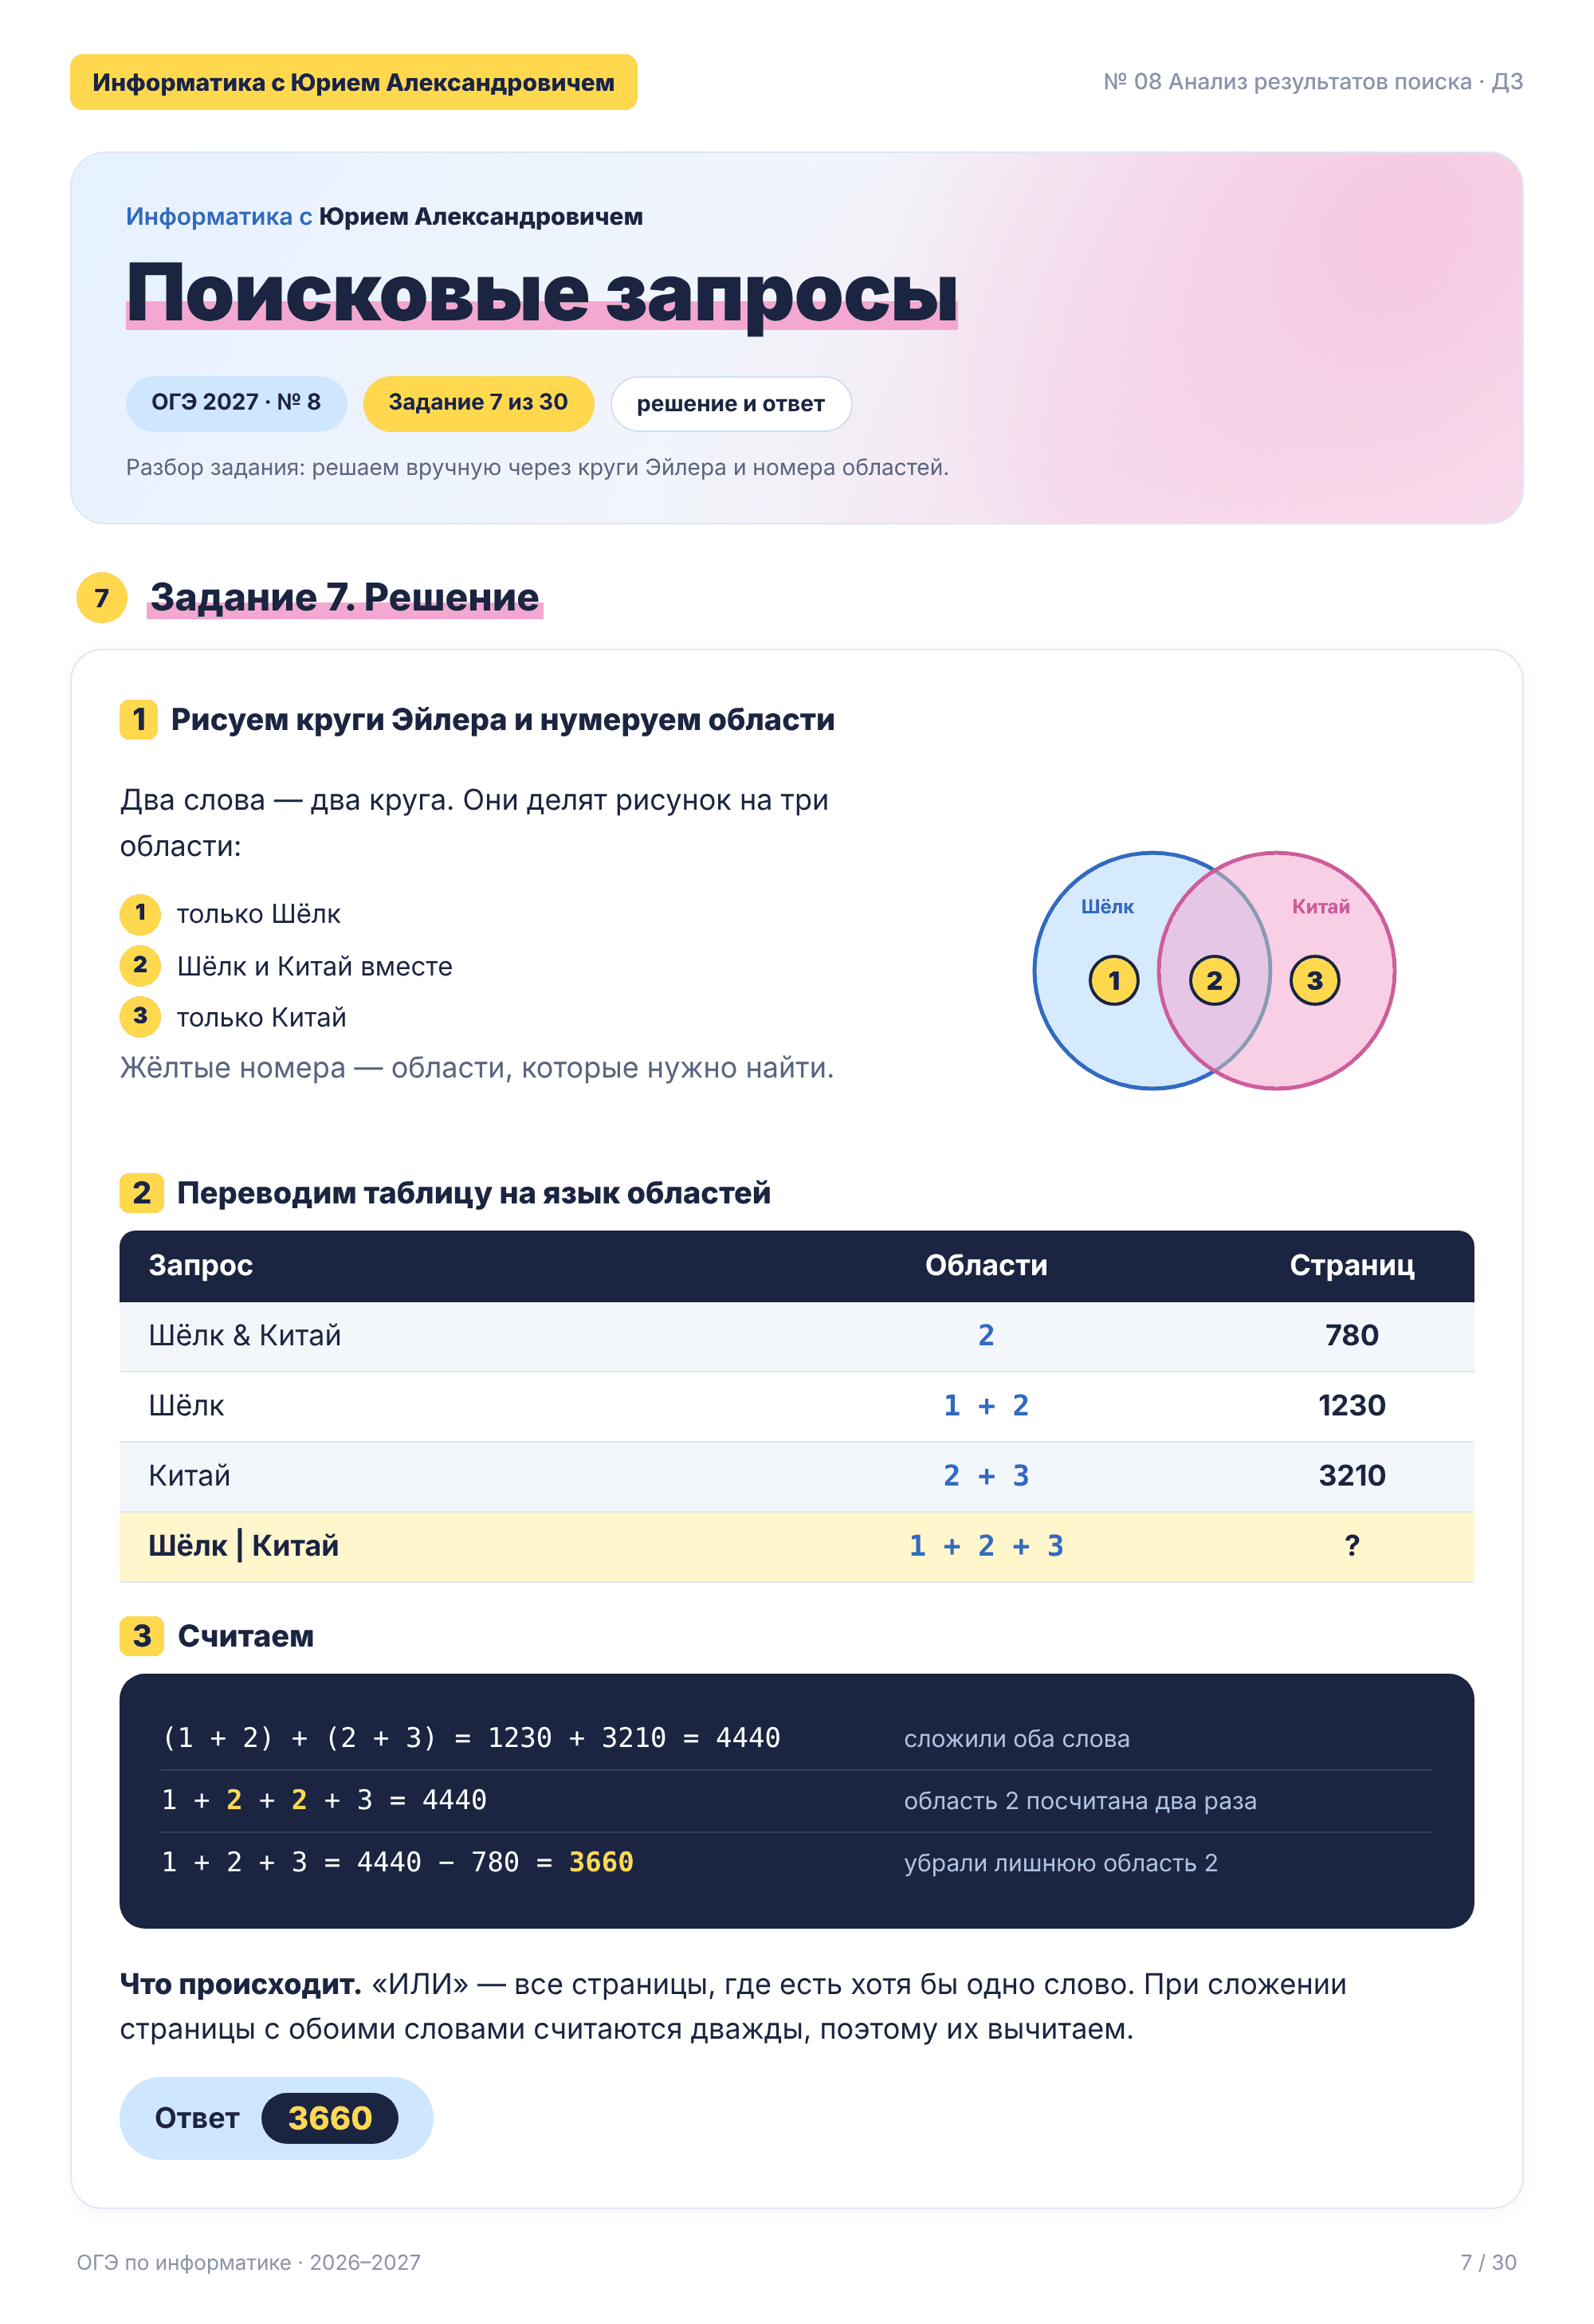 Информатика с Юрием Александровичем
№ 08 Анализ результатов поиска · ДЗ
Информатика с Юрием Александровичем
Поисковые запросы
ОГЭ 2027 · № 8
Задание 7 из 30
решение и ответ
Разбор задания: решаем вручную через круги Эйлера и номера областей.
7 Задание 7. Решение
1 Рисуем круги Эйлера и нумеруем области
Два слова — два круга. Они делят рисунок на три
области:
1 только Шёлк
2 Шёлк и Китай вместе
3 только Китай
Жёлтые номера — области, которые нужно найти.
Шёлк Китай
1 2 3
2 Переводим таблицу на язык областей
Запрос Области Страниц
Шёлк & Китай 2 780
Шёлк 1 + 2 1230
Китай 2 + 3 3210
Шёлк | Китай 1 + 2 + 3 ?
3 Считаем
(1 + 2) + (2 + 3) = 1230 + 3210 = 4440 сложили оба слова
1 + 2 + 2 + 3 = 4440 область 2 посчитана два раза
1 + 2 + 3 = 4440 − 780 = 3660 убрали лишнюю область 2
Что происходит. «ИЛИ» — все страницы, где есть хотя бы одно слово. При сложении
страницы с обоими словами считаются дважды, поэтому их вычитаем.
Ответ 3660
ОГЭ по информатике · 2026–2027
7 / 30